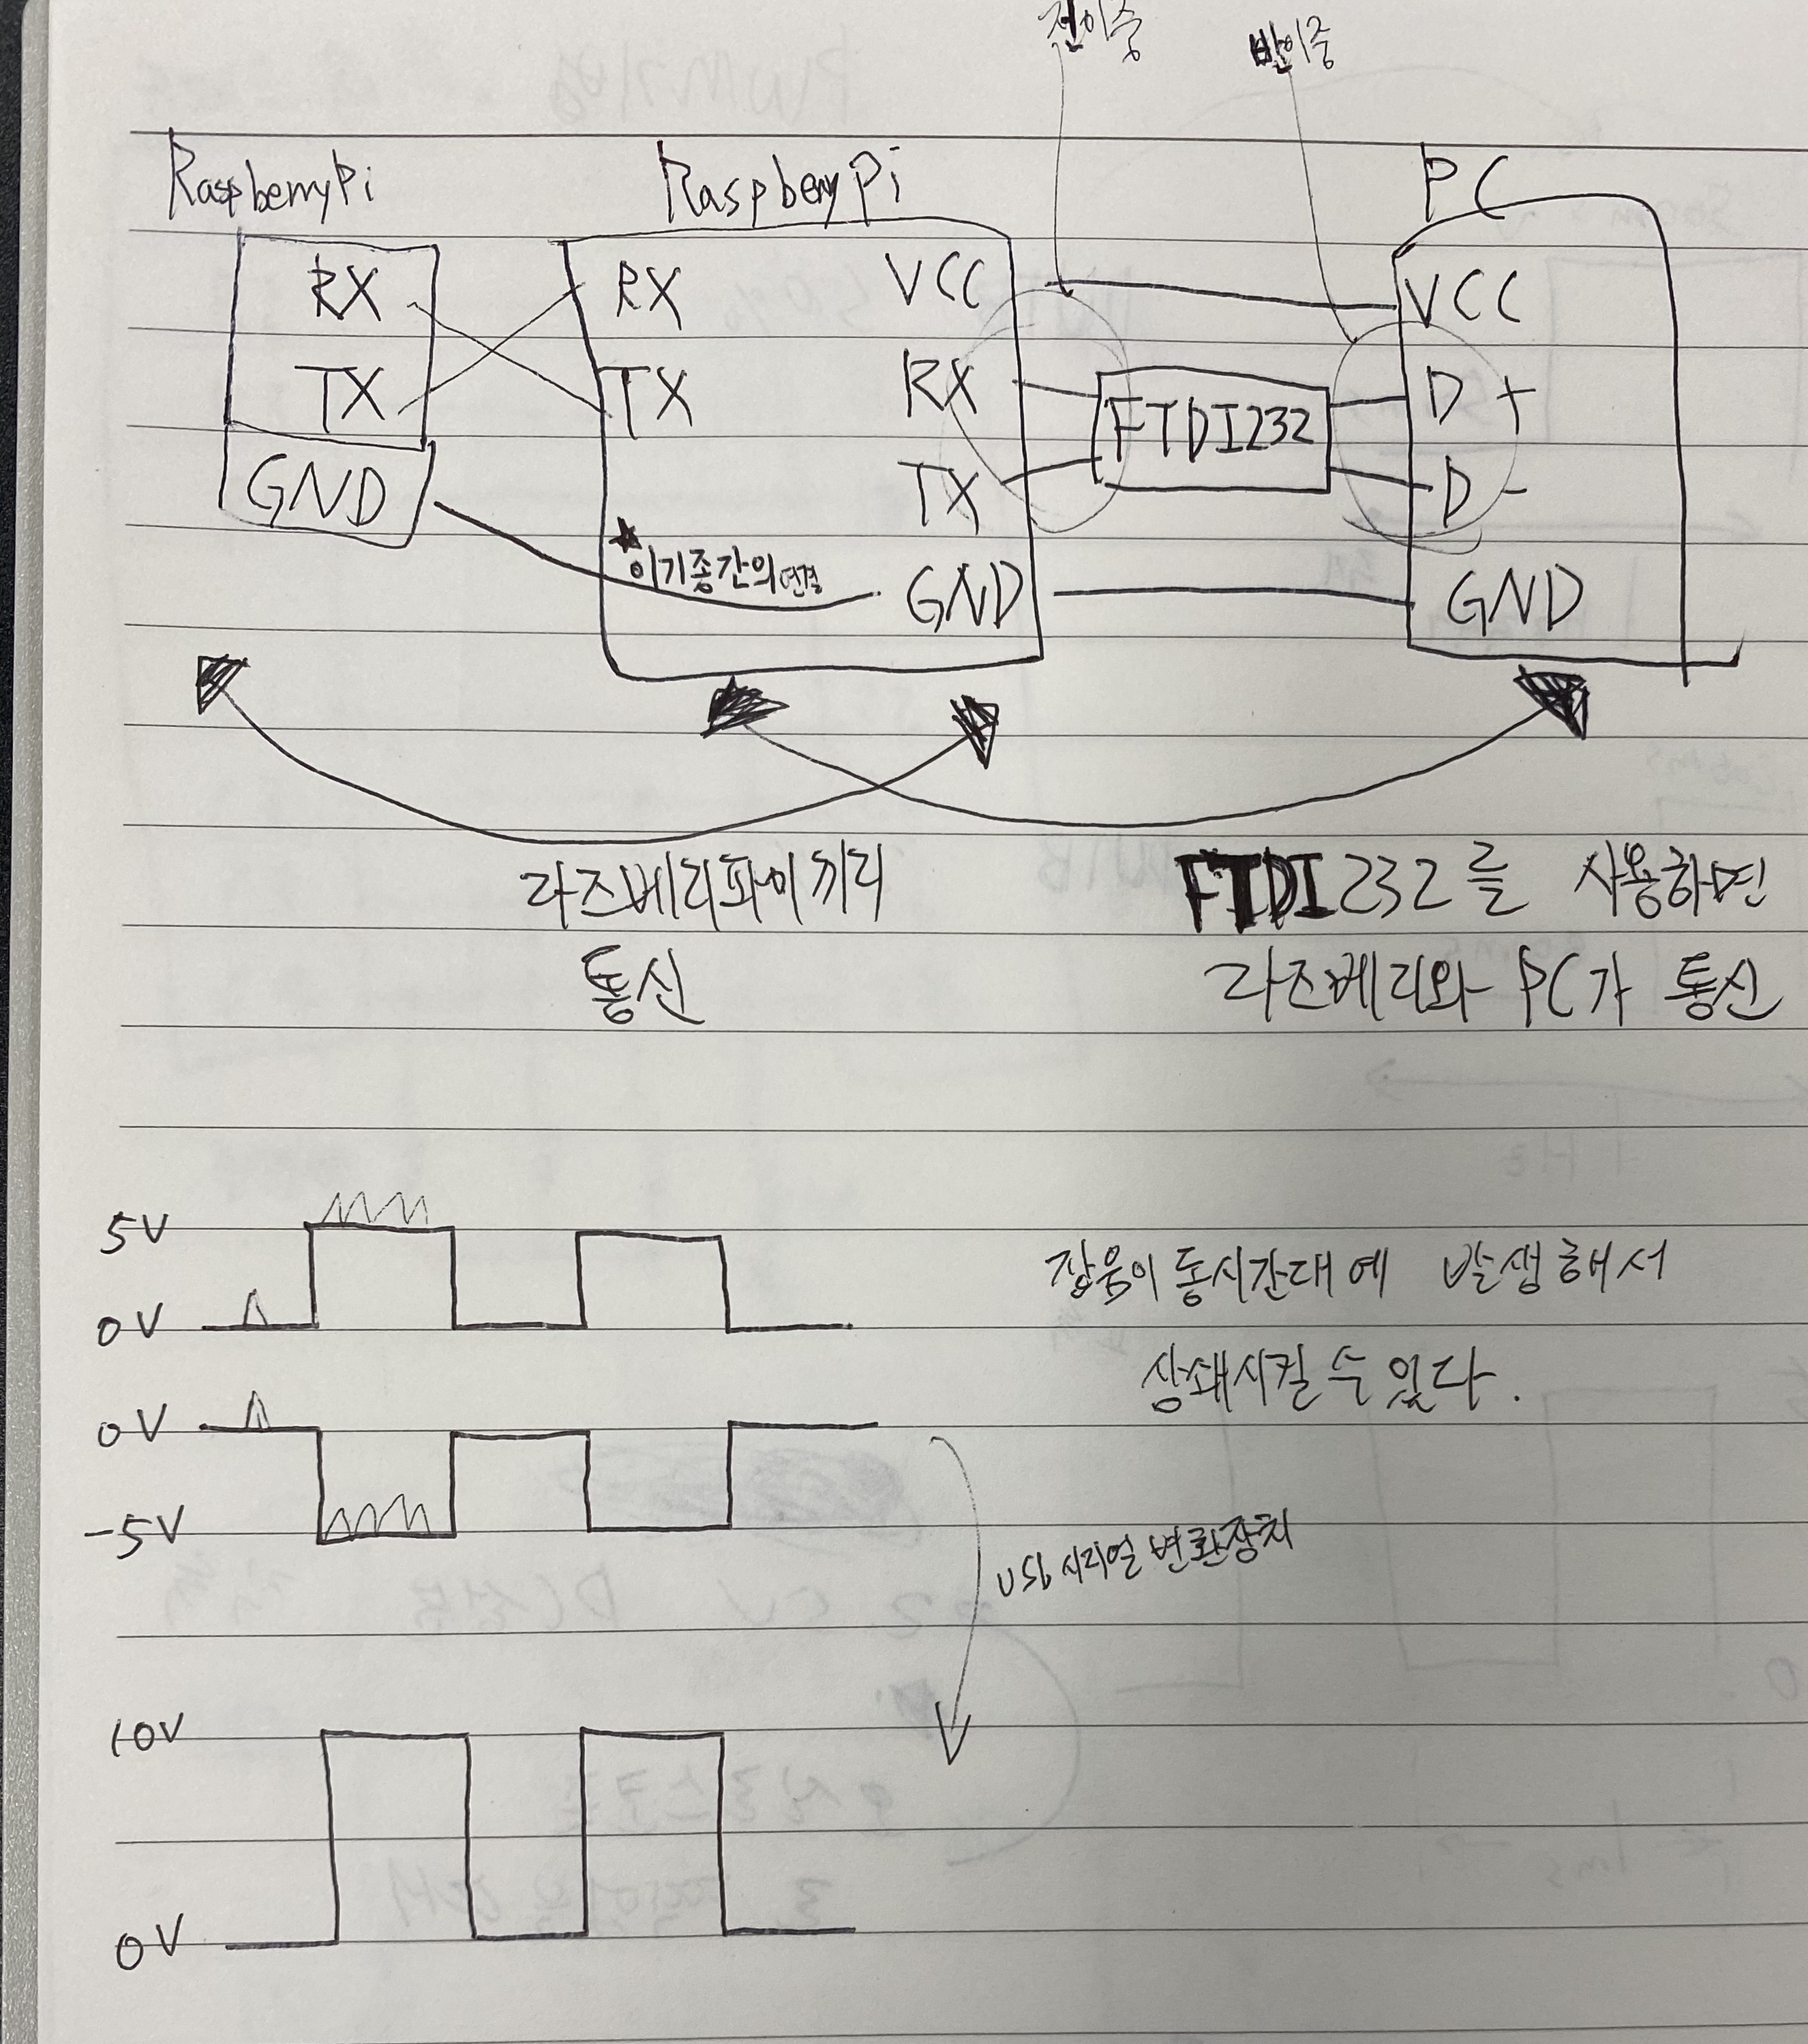 전이중
반이중
RaspberryPi
RaspberryPi
PC
RX
TX
GND
RX
TX
VCC
RX
TX
GND
★
이기종간의 연결
FTDI232
VCC
D+
D-
GND
라즈베리파이끼리
통신
FTDI232를 사용하면
라즈베리와 PC가 통신
5V
0V
0V
-5V
잡음이 동시간대에 발생해서
상쇄시킬 수 있다.
USB 시리얼 변환장치
10V
0V